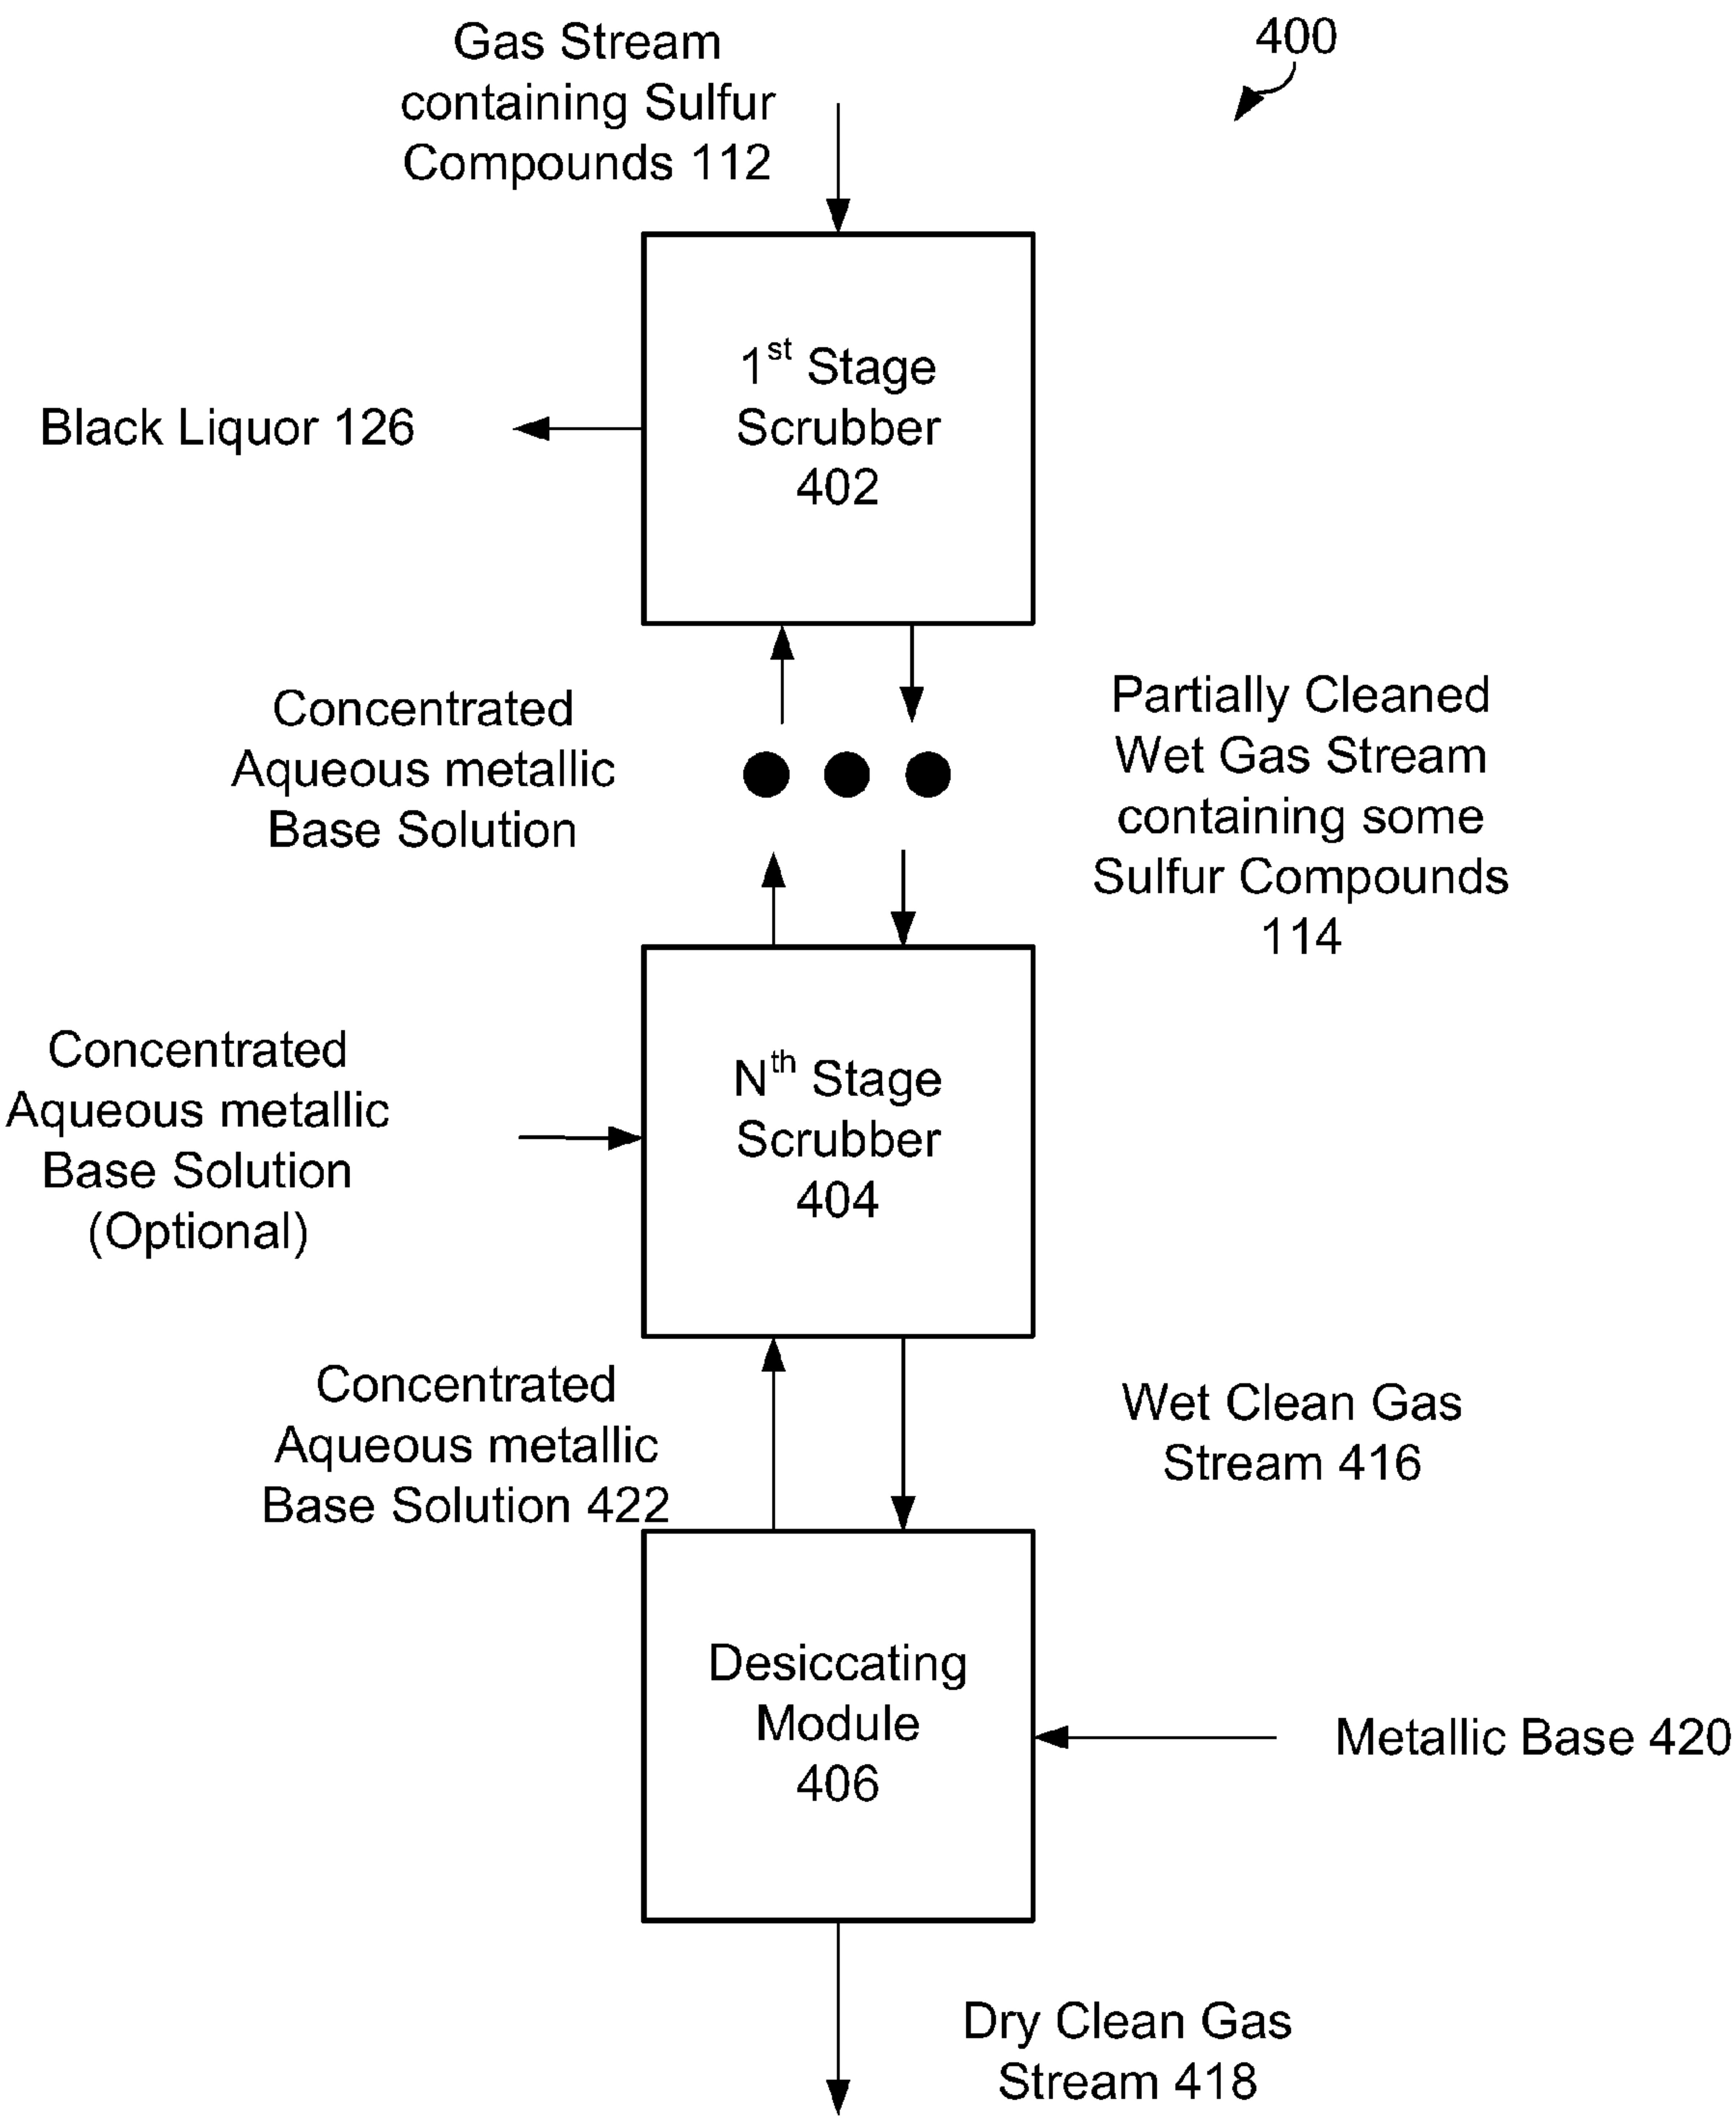 Gas Stream
containing Sulfur
Compounds 112
400
1st Stage
Scrubber
402
Black Liquor 126
Concentrated
Aqueous metallic
Base Solution
Partially Cleaned
Wet Gas Stream
containing some
Sulfur Compounds
114
Concentrated
Aqueous metallic
Base Solution
(Optional)
Nth Stage
Scrubber
404
Concentrated
Aqueous metallic
Base Solution 422
Wet Clean Gas
Stream 416
Desiccating
Module
406
Metallic Base 420
Dry Clean Gas
Stream 418